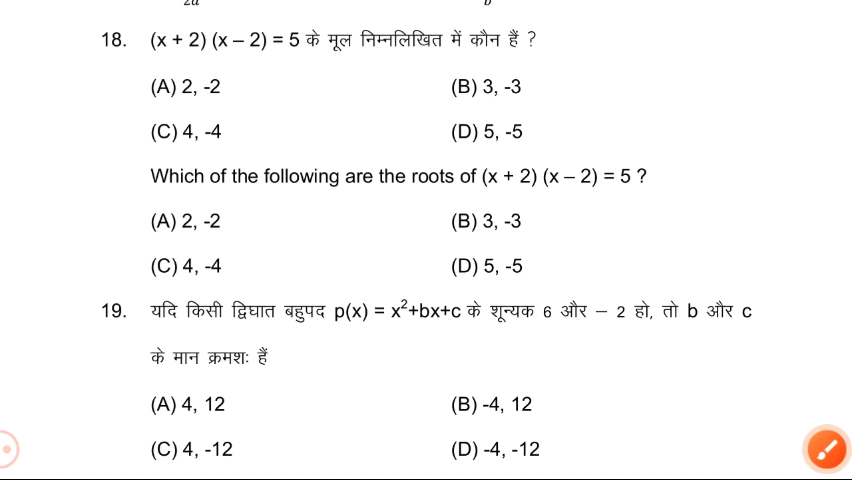 2a b
18. (x + 2) (x – 2) = 5 के मूल निम्नलिखित में कौन हैं ?
(A) 2, -2 (B) 3, -3
(C) 4, -4 (D) 5, -5
Which of the following are the roots of (x + 2) (x – 2) = 5 ?
(A) 2, -2 (B) 3, -3
(C) 4, -4 (D) 5, -5
19. यदि किसी द्विघात बहुपद p(x) = x²+bx+c के शून्यक 6 और – 2 हो, तो b और c
के मान क्रमशः हैं
(A) 4, 12 (B) -4, 12
(C) 4, -12 (D) -4, -12